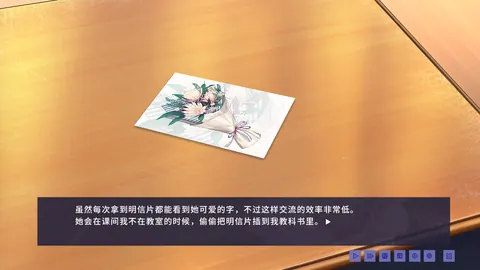 虽然每次拿到明信片都能看到她可爱的字，不过这样交流的效率非常低。
她会在课间我不在教室的时候，偷偷把明信片插到我教科书里。